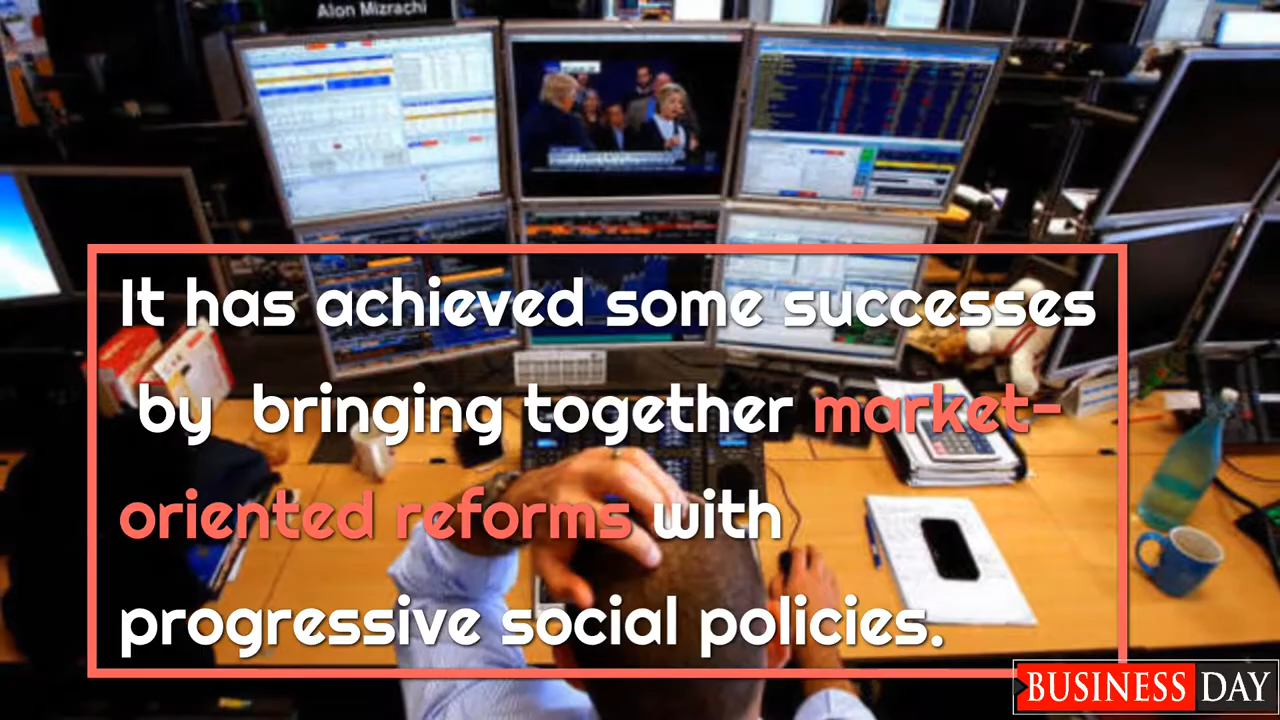 Alon Mizrachi
It has achieved some successes
by bringing together market-
oriented reforms with
progressive social policies.
BUSINESS DAY